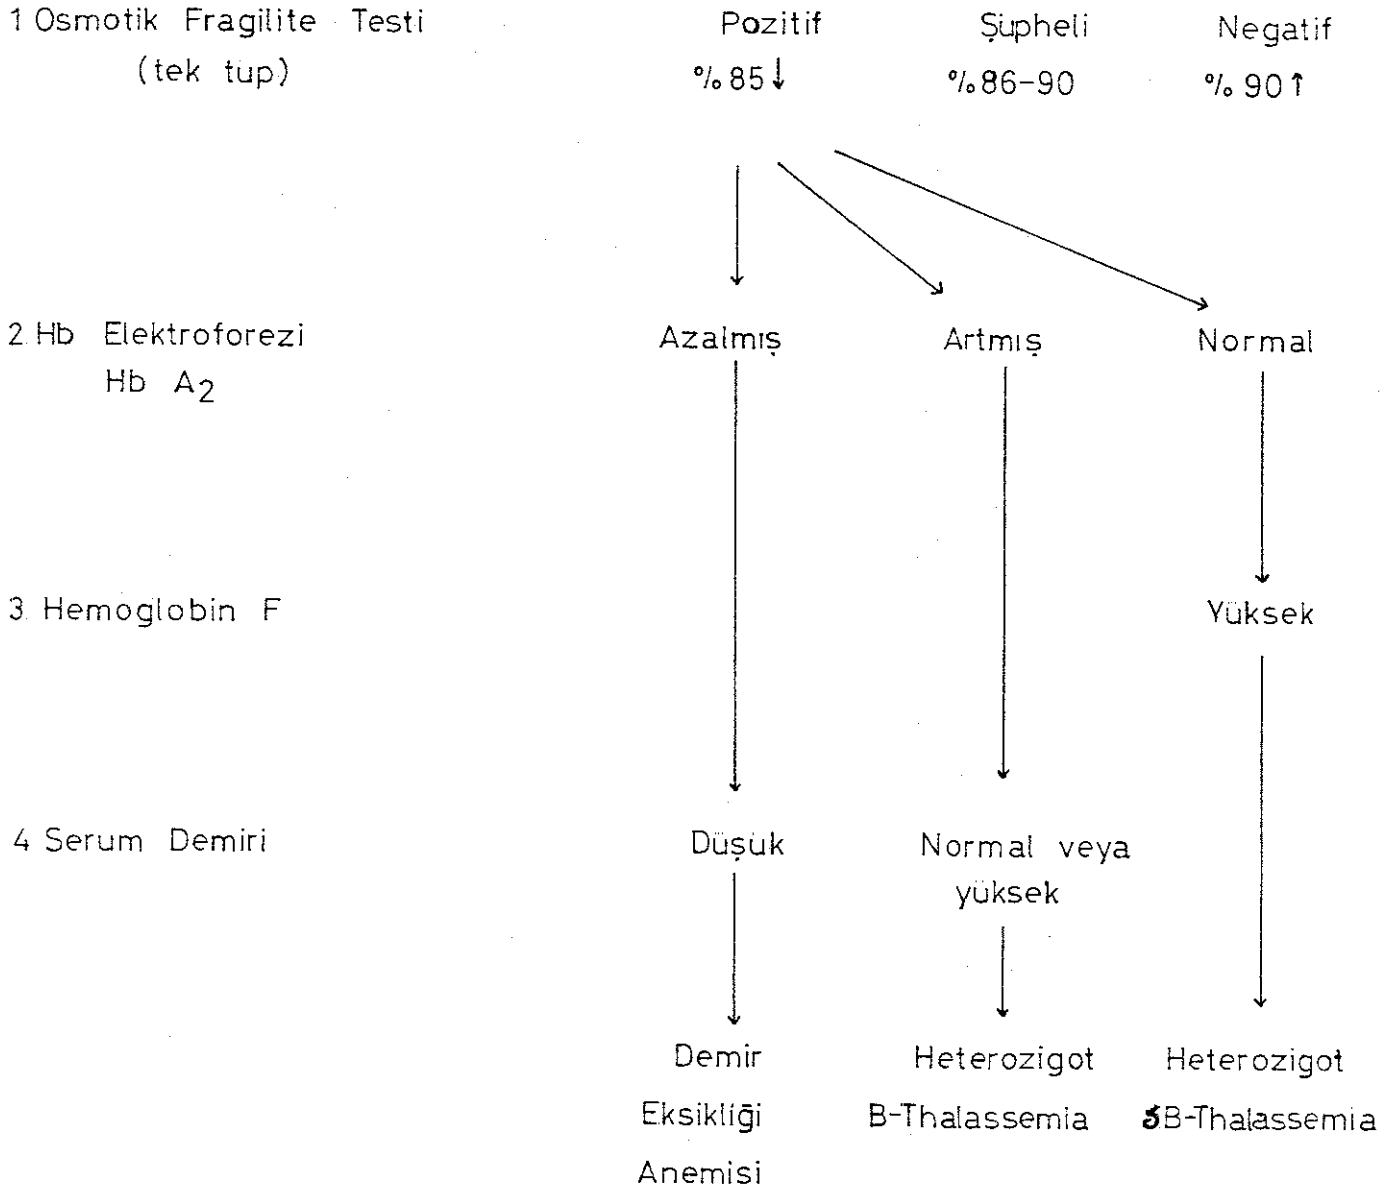 1 Osmotik Fragilite Testi Pozitif Şüpheli Negatif
(tek tüp) %85↓ %86-90 %90↑
2 Hb Elektroforezi Azalmış Artmış Normal
Hb A2
3. Hemoglobin F Yüksek
4 Serum Demiri Düşük Normal veya
yüksek
Demir Heterozigot Heterozigot
Eksikliği B-Thalassemia δB-Thalassemia
Anemisi